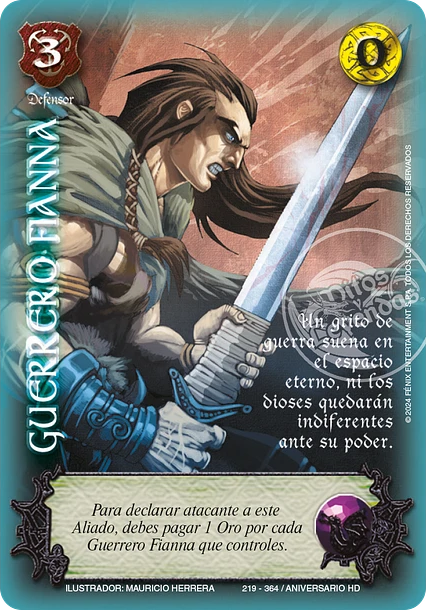 3
0
Defensor
GUERRERO FIANNA
Un grito de
guerra suena en
el espacio
eterno, ni los
dioses quedarán
indiferentes
ante su poder.
© 2024 FÉNIX ENTERTAINMENT SPA. TODOS LOS DERECHOS RESERVADOS
Para declarar atacante a este
Aliado, debes pagar 1 Oro por cada
Guerrero Fianna que controles.
ILUSTRADOR: MAURICIO HERRERA 219 - 364 / ANIVERSARIO HD